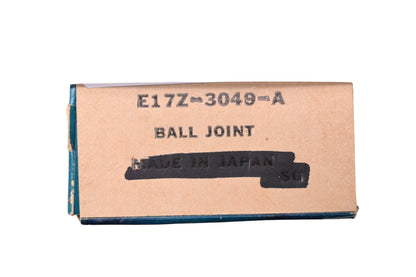 E17Z-3049-A
BALL JOINT
MADE IN JAPAN
SG